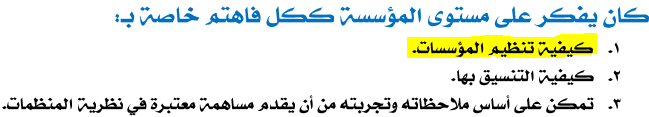 كان يفكر على مستوى المؤسسة ككل فاهتم خاصة بـ:
١. كيفية تنظيم المؤسسات.
٢. كيفية التنسيق بها.
٣. تمكن على أساس ملاحظاته وتجربته من أن يقدم مساهمة معتبرة في نظرية المنظمات.